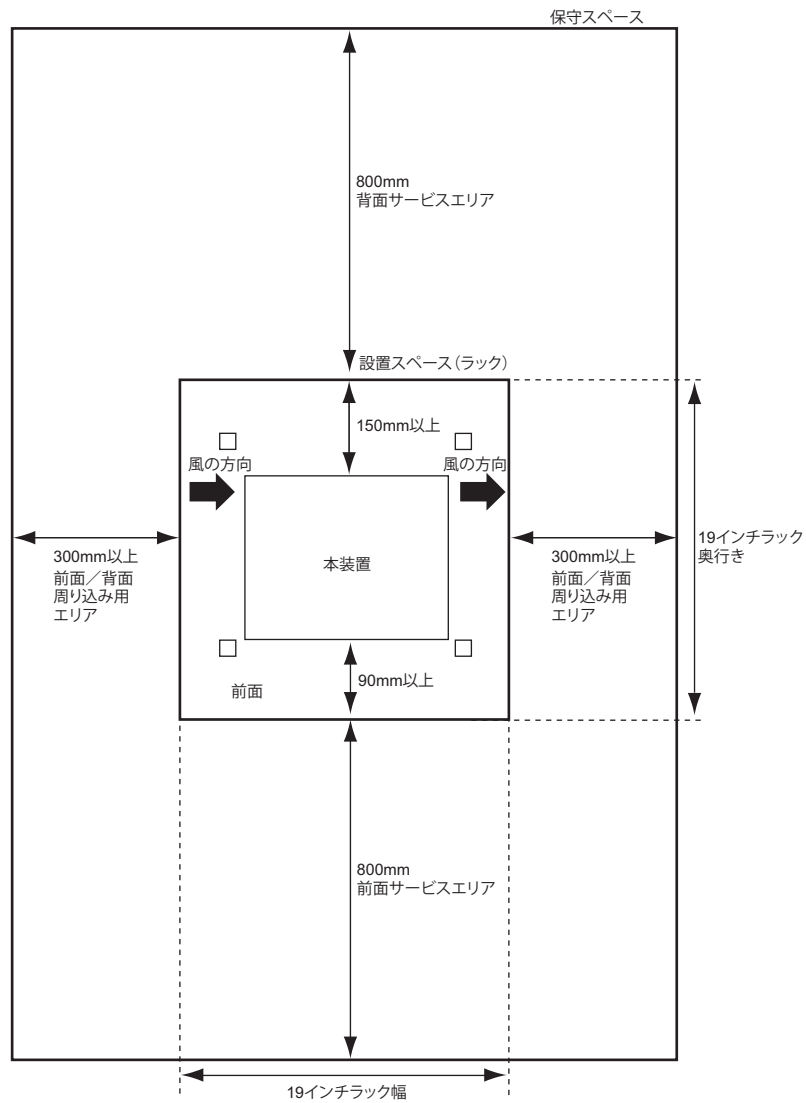 保守スペース
800mm
背面サービスエリア
設置スペース（ラック）
150mm以上
風の方向
風の方向
300mm以上
前面／背面
周り込み用
エリア
本装置
300mm以上
前面／背面
周り込み用
エリア
19インチラック
奥行き
90mm以上
前面
800mm
前面サービスエリア
19インチラック幅